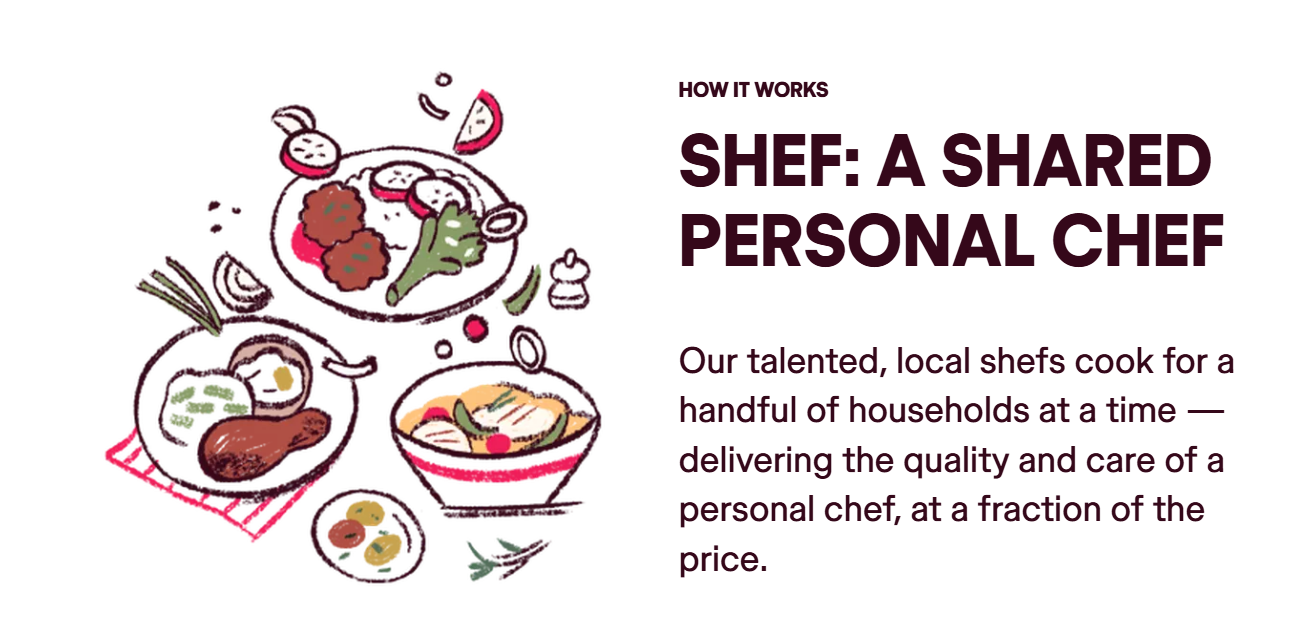 HOW IT WORKS
SHEF: A SHARED
PERSONAL CHEF
Our talented, local shefs cook for a
handful of households at a time —
delivering the quality and care of a
personal chef, at a fraction of the
price.